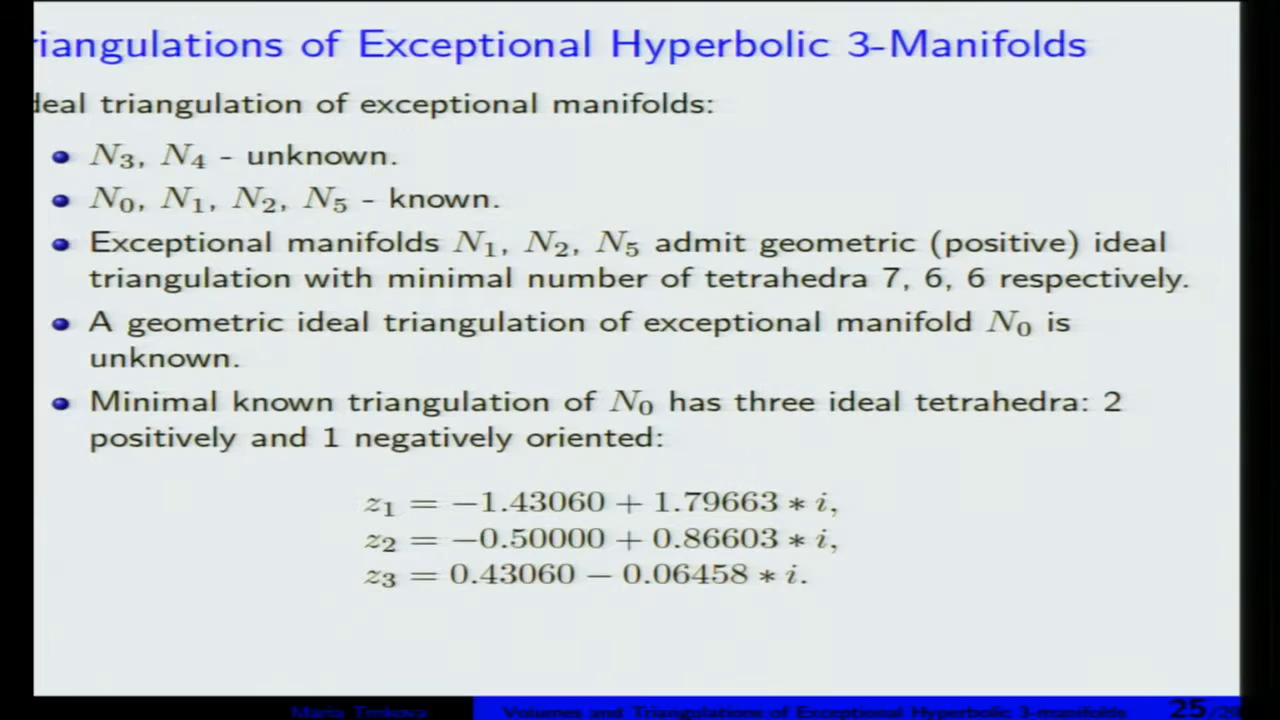 riangulations of Exceptional Hyperbolic 3-Manifolds
deal triangulation of exceptional manifolds:
N₃, N₄ - unknown.
N₀, N₁, N₂, N₅ - known.
Exceptional manifolds N₁, N₂, N₅ admit geometric (positive) ideal
triangulation with minimal number of tetrahedra 7, 6, 6 respectively.
A geometric ideal triangulation of exceptional manifold N₀ is
unknown.
Minimal known triangulation of N₀ has three ideal tetrahedra: 2
positively and 1 negatively oriented:
z₁ = −1.43060 + 1.79663 ∗ i,
z₂ = −0.50000 + 0.86603 ∗ i,
z₃ = 0.43060 − 0.06458 ∗ i.
Maria Volumes and Triangulations of Exceptional Hyperbolic 3-manifolds 25